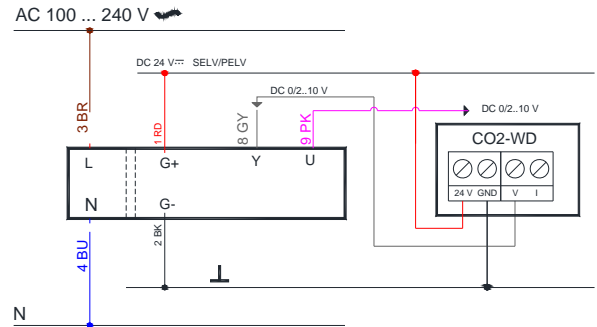 AC 100 ... 240 V
DC 24 V SELV/PELV
DC 0/2..10 V
DC 0/2..10 V
3 BR
1 RD
8 GY
9 PK
CO2-WD
L
G+
Y
U
24 V GND V I
N
G-
4 BU
2 BK
N